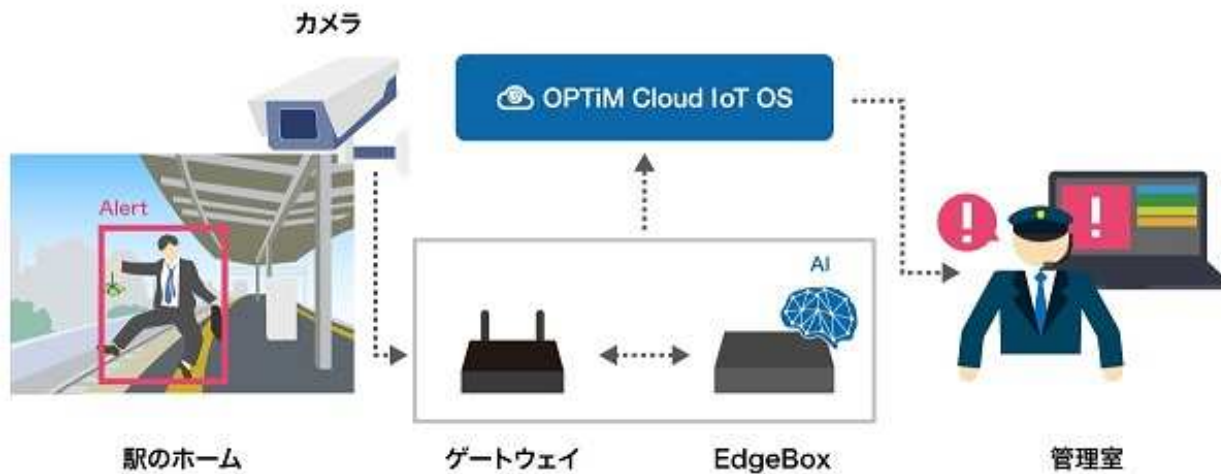 カメラ
OPTiM Cloud IoT OS
Alert
!
!
AI
駅のホーム
ゲートウェイ
EdgeBox
管理室